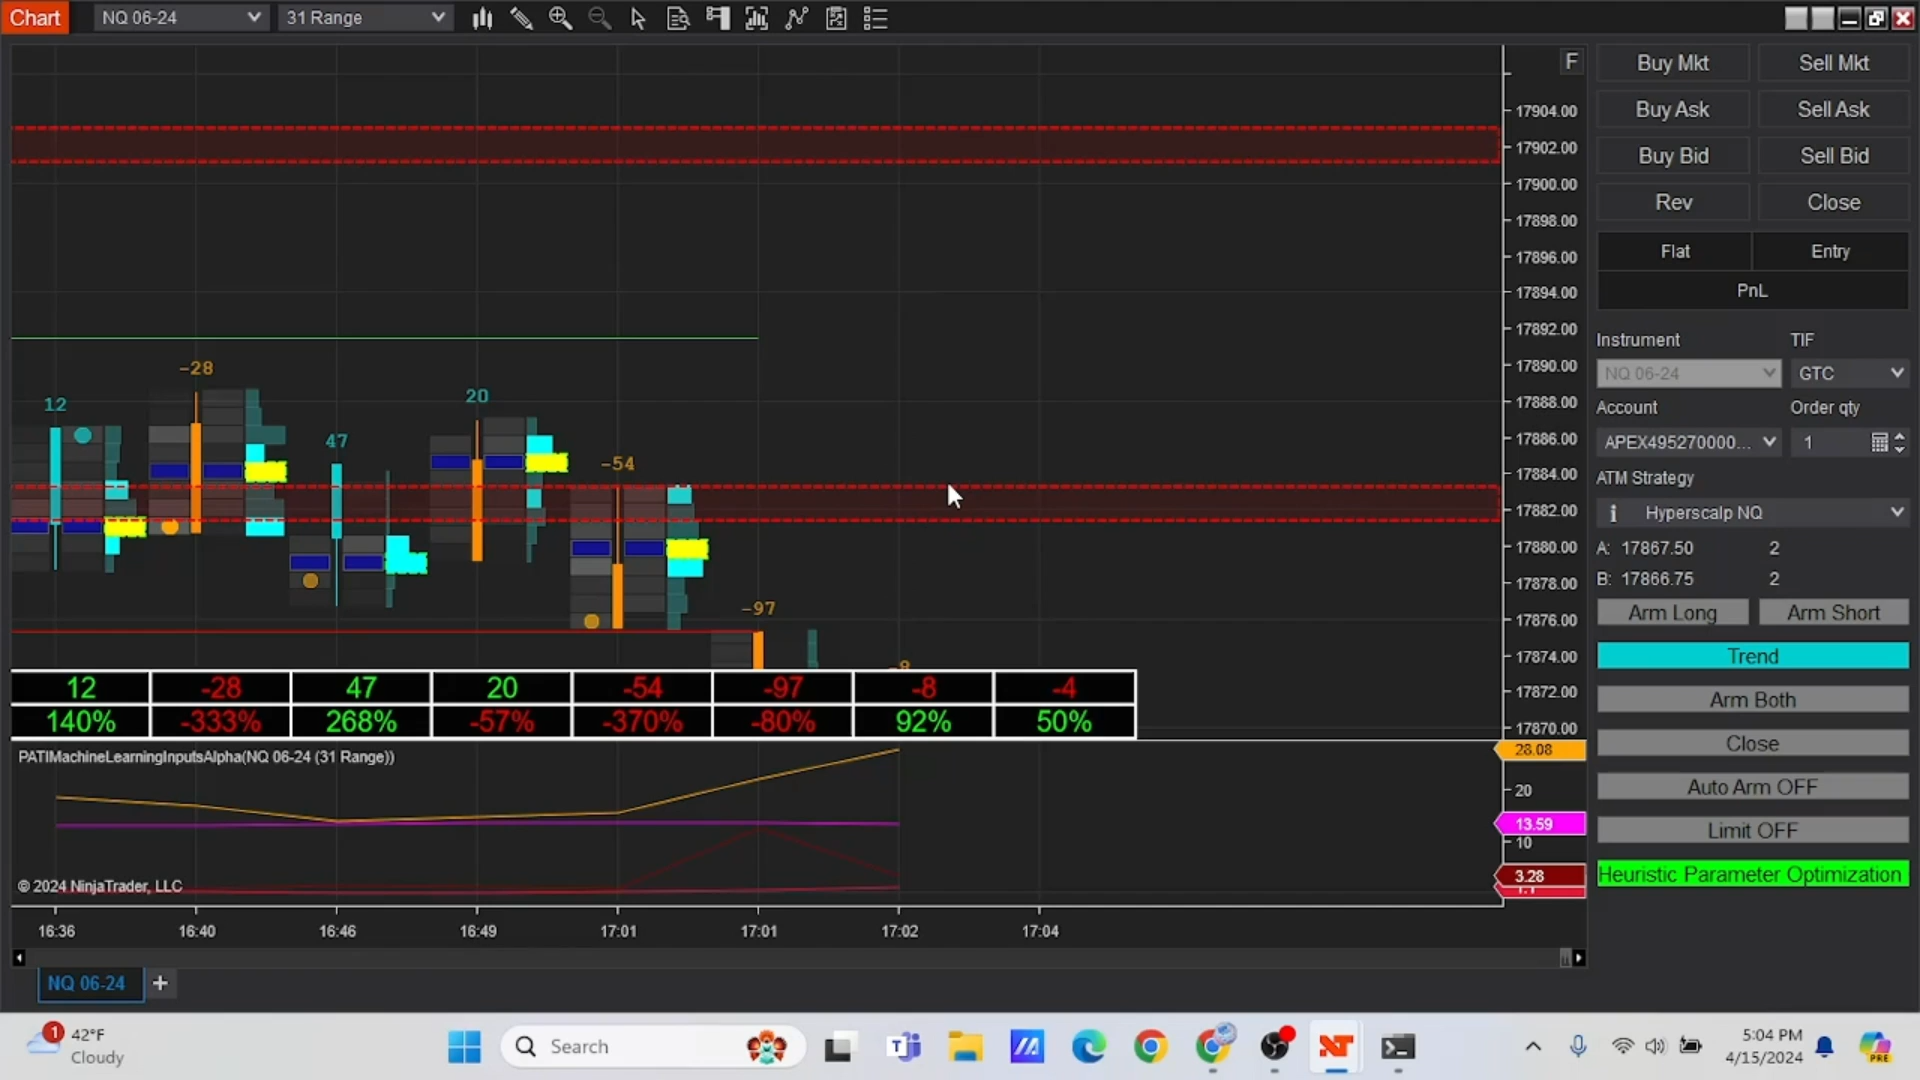 Chart NQ 06-24 31 Range
F
17904.00
17902.00
17900.00
17898.00
17896.00
17894.00
17892.00
17890.00
17888.00
17886.00
17884.00
17882.00
17880.00
17878.00
17876.00
17874.00
17872.00
17870.00
12
-28
47
20
-54
-97
-8
12 -28 47 20 -54 -97 -8 -4
140% -333% 268% -57% -370% -80% 92% 50%
PATIMachineLearningInputsAlpha(NQ 06-24 (31 Range))
28.08
20
13.59
10
3.28
© 2024 NinjaTrader, LLC
16:36 16:40 16:46 16:49 17:01 17:01 17:02 17:04
NQ 06-24 +
Buy Mkt Sell Mkt
Buy Ask Sell Ask
Buy Bid Sell Bid
Rev Close
Flat Entry
PnL
Instrument TIF
NQ 06-24 GTC
Account Order qty
APEX495270000... 1
ATM Strategy
Hyperscalp NQ
A: 17867.50 2
B: 17866.75 2
Arm Long Arm Short
Trend
Arm Both
Close
Auto Arm OFF
Limit OFF
Heuristic Parameter Optimization
1 42°F
Cloudy
Search
5:04 PM
4/15/2024
PRE